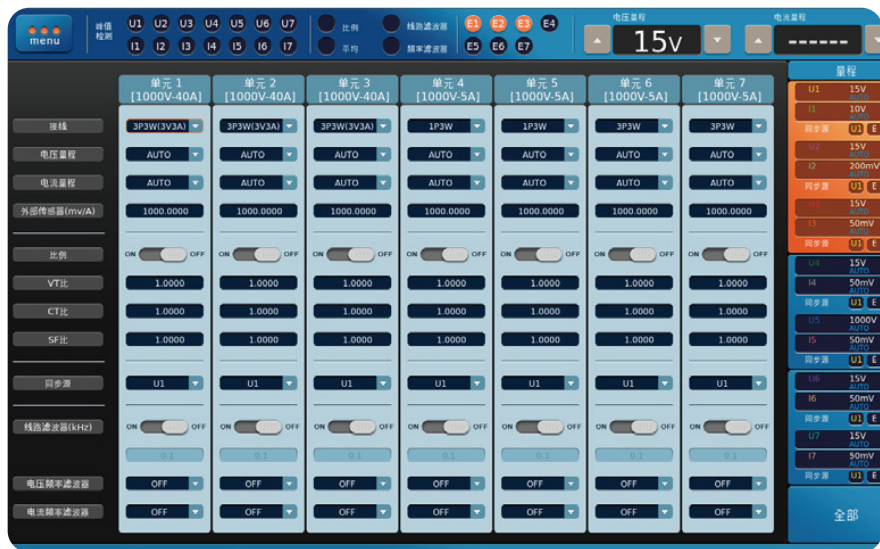 menu
峰值
检测
U1 U2 U3 U4 U5 U6 U7
I1 I2 I3 I4 I5 I6 I7
比例
平均
线路滤波器
频率滤波器
E1 E2 E3 E4
E5 E6 E7
电压量程
15V
电流量程
------
单元 1 单元 2 单元 3 单元 4 单元 5 单元 6 单元 7
[1000V-40A] [1000V-40A] [1000V-40A] [1000V-5A] [1000V-5A] [1000V-5A] [1000V-5A]
接线 3P3W(3V3A) 3P3W(3V3A) 3P3W(3V3A) 1P3W 1P3W 3P3W 3P3W
电压量程 AUTO AUTO AUTO AUTO AUTO AUTO AUTO
电流量程 AUTO AUTO AUTO AUTO AUTO AUTO AUTO
外部传感器(mv/A) 1000.0000 1000.0000 1000.0000 1000.0000 1000.0000 1000.0000 1000.0000
比例 ON OFF ON OFF ON OFF ON OFF ON OFF ON OFF ON OFF
VT比 1.0000 1.0000 1.0000 1.0000 1.0000 1.0000 1.0000
CT比 1.0000 1.0000 1.0000 1.0000 1.0000 1.0000 1.0000
SF比 1.0000 1.0000 1.0000 1.0000 1.0000 1.0000 1.0000
同步源 U1 U1 U1 U1 U1 U1 U1
线路滤波器(kHz) ON OFF ON OFF ON OFF ON OFF ON OFF ON OFF ON OFF
0.1 0.1 0.1 0.1 0.1 0.1 0.1
电压频率滤波器 OFF OFF OFF OFF OFF OFF OFF
电流频率滤波器 OFF OFF OFF OFF OFF OFF OFF
量程
U1 15V
AUTO
I1 10V
AUTO
同步源 U1 E
U2 15V
AUTO
I2 200mV
AUTO
同步源 U1 E
U3 15V
AUTO
I3 50mV
AUTO
同步源 U1 E
U4 15V
AUTO
I4 50mV
AUTO
同步源 U1 E
U5 1000V
AUTO
I5 50mV
AUTO
同步源 U1 E
U6 15V
AUTO
I6 50mV
AUTO
同步源 U1 E
U7 15V
AUTO
I7 50mV
AUTO
同步源 U1 E
全部